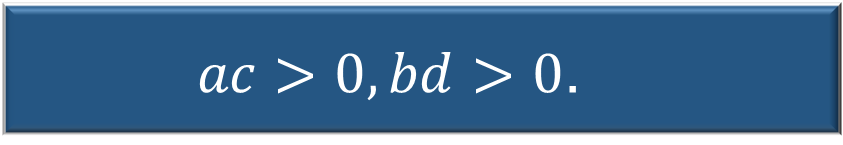 ac > 0, bd > 0.